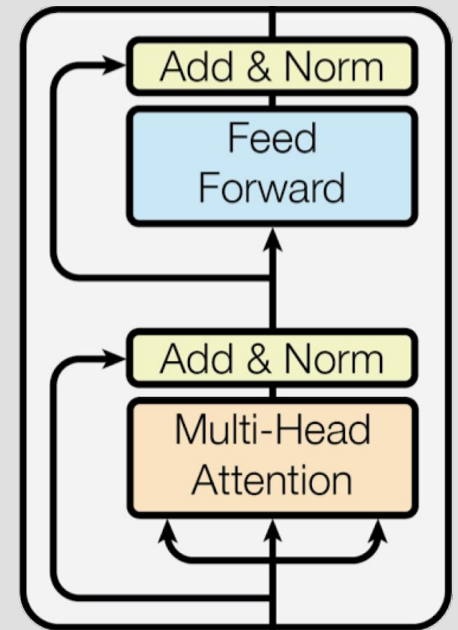 Add & Norm
Feed
Forward
Add & Norm
Multi-Head
Attention